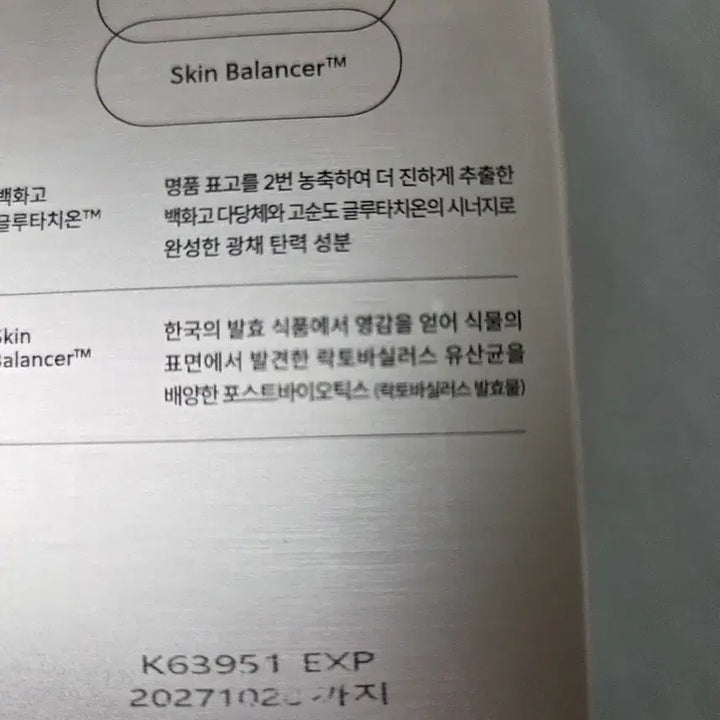 Skin Balancer™
백화고
글루타치온™
명품 표고를 2번 농축하여 더 진하게 추출한
백화고 다당체와 고순도 글루타치온의 시너지로
완성한 광채 탄력 성분
Skin
Balancer™
한국의 발효 식품에서 영감을 얻어 식물의
표면에서 발견한 락토바실러스 유산균을
배양한 포스트바이오틱스 (락토바실러스 발효물)
K63951 EXP
까지